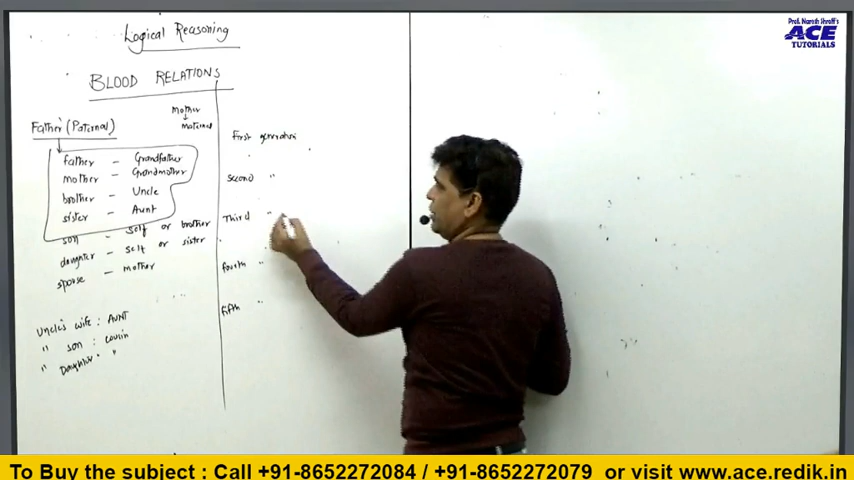 Logical Reasoning
Prof. Naresh Shroff's
ACE
TUTORIALS
BLOOD RELATIONS
Father (Paternal)
father - Grandfather
mother - Grandmother
brother - Uncle
sister - Aunt
son - self or brother
daughter - self or sister
spouse - mother
Uncle's wife : AUNT
" son : cousin
" Daughter " "
mother
maternal
First generation
Second "
Third "
fourth "
fifth "
To Buy the subject : Call +91-8652272084 / +91-8652272079 or visit www.ace.redik.in